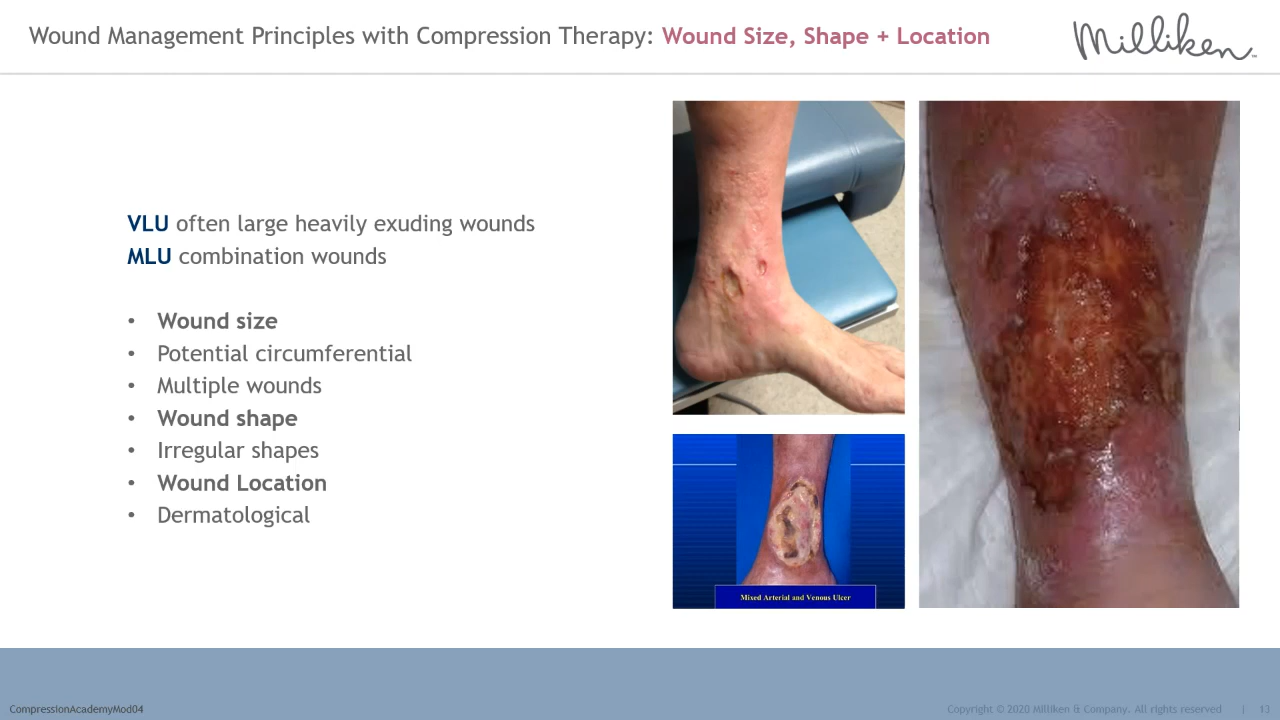 Wound Management Principles with Compression Therapy: Wound Size, Shape + Location
Milliken™
VLU often large heavily exuding wounds
MLU combination wounds
• Wound size
• Potential circumferential
• Multiple wounds
• Wound shape
• Irregular shapes
• Wound Location
• Dermatological
Mixed Arterial and Venous Ulcer
CompressionAcademyMod04
Copyright © 2020 Milliken & Company. All rights reserved | 13